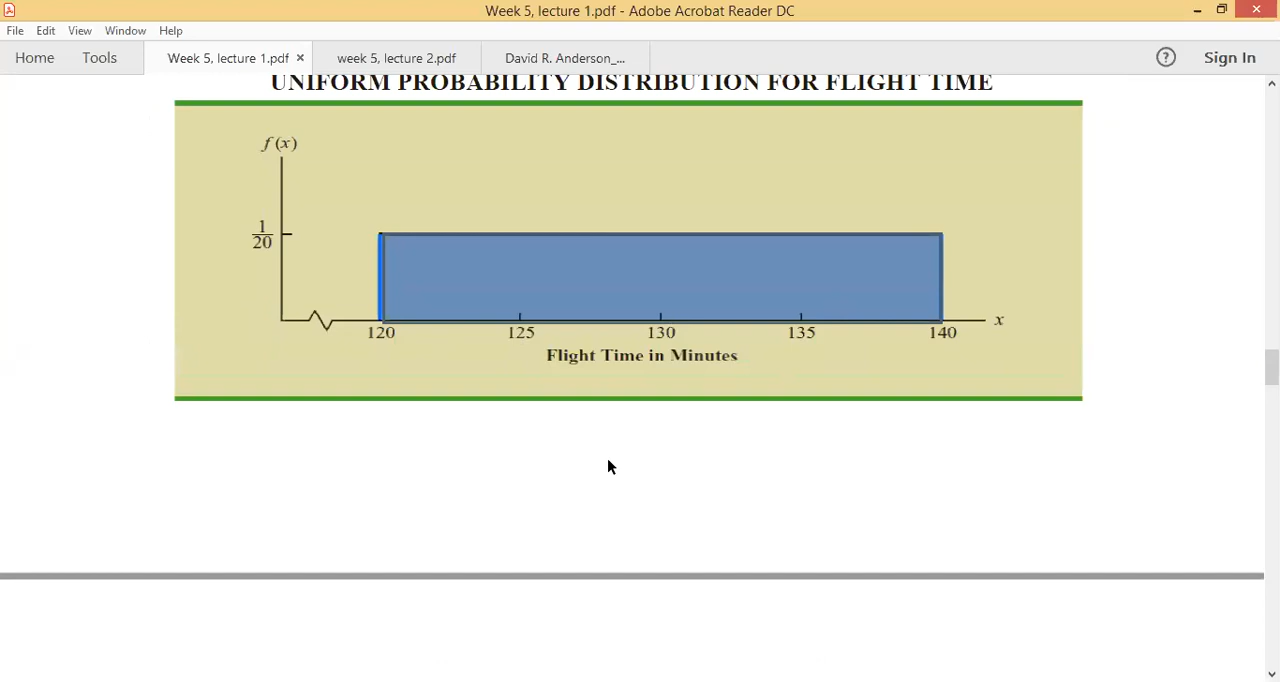 Week 5, lecture 1.pdf - Adobe Acrobat Reader DC
File Edit View Window Help
Home Tools Week 5, lecture 1.pdf × week 5, lecture 2.pdf David R. Anderson_... ? Sign In
UNIFORM PROBABILITY DISTRIBUTION FOR FLIGHT TIME
f (x)
1
20
120 125 130 135 140 x
Flight Time in Minutes